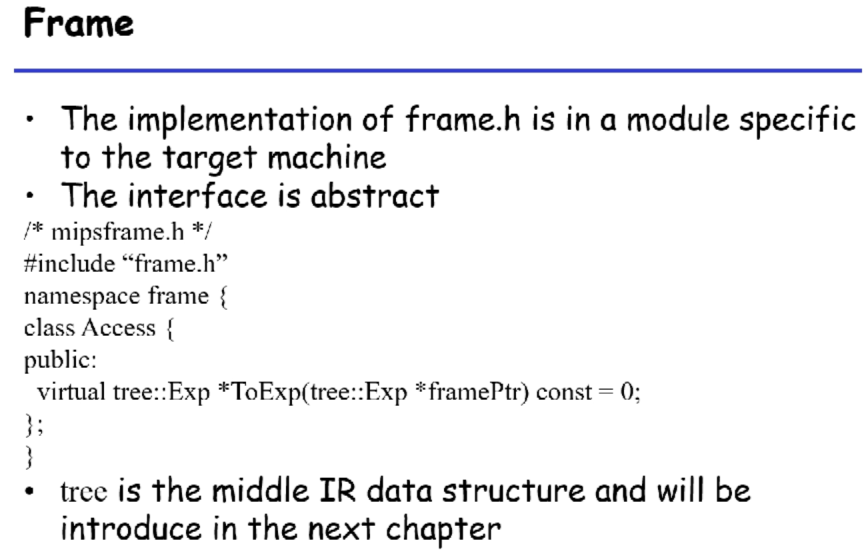 Frame
• The implementation of frame.h is in a module specific
to the target machine
• The interface is abstract
/* mipsframe.h */
#include “frame.h”
namespace frame {
class Access {
public:
virtual tree::Exp *ToExp(tree::Exp *framePtr) const = 0;
};
}
• tree is the middle IR data structure and will be
introduce in the next chapter